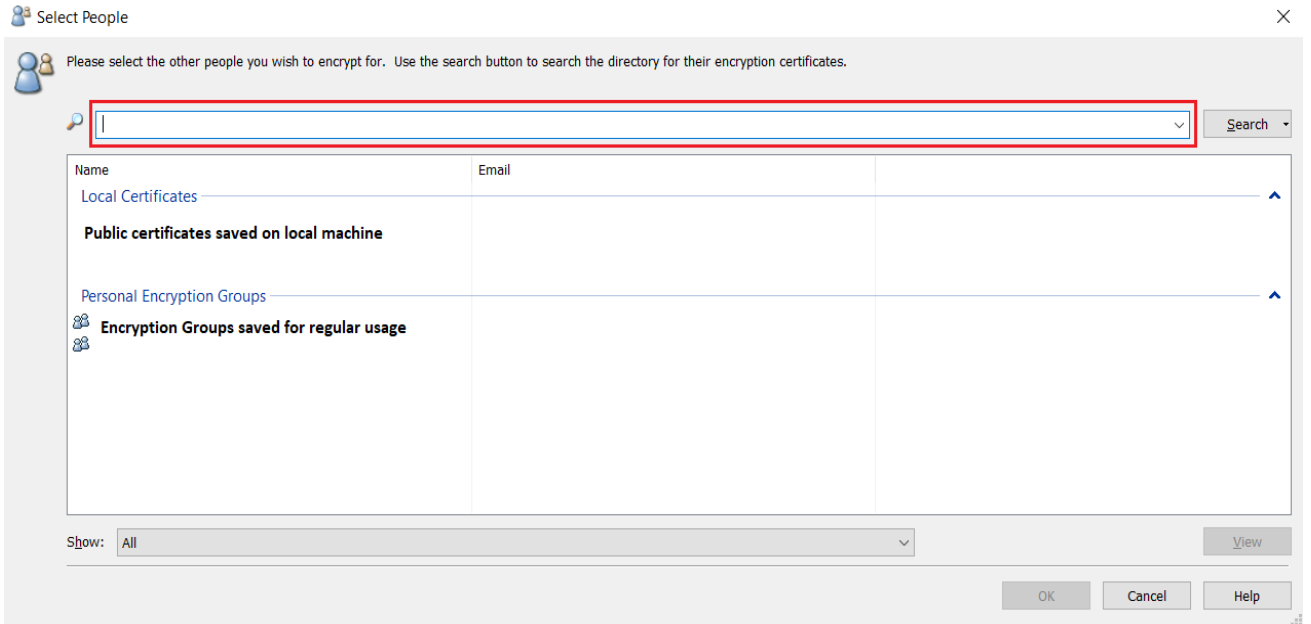 Select People
Please select the other people you wish to encrypt for. Use the search button to search the directory for their encryption certificates.
Search
Name Email
Local Certificates
Public certificates saved on local machine
Personal Encryption Groups
Encryption Groups saved for regular usage
Show: All View
OK Cancel Help